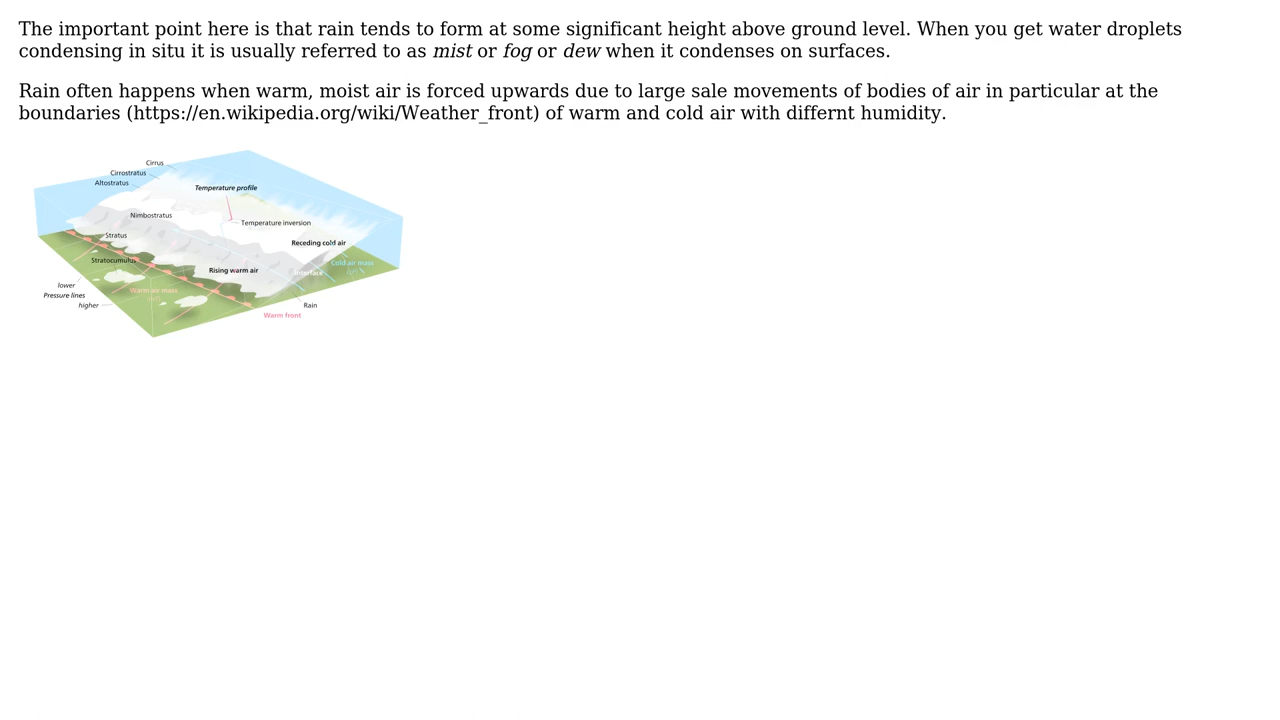 The important point here is that rain tends to form at some significant height above ground level. When you get water droplets
condensing in situ it is usually referred to as mist or fog or dew when it condenses on surfaces.
Rain often happens when warm, moist air is forced upwards due to large sale movements of bodies of air in particular at the
boundaries (https://en.wikipedia.org/wiki/Weather_front) of warm and cold air with differnt humidity.
Cirrus
Cirrostratus
Altostratus
Temperature profile
Nimbostratus
Temperature inversion
Stratus
Receding cold air
Stratocumulus
Cold air mass
Rising warm air
Interface
lower
Warm air mass
Pressure lines
higher
Rain
Warm front